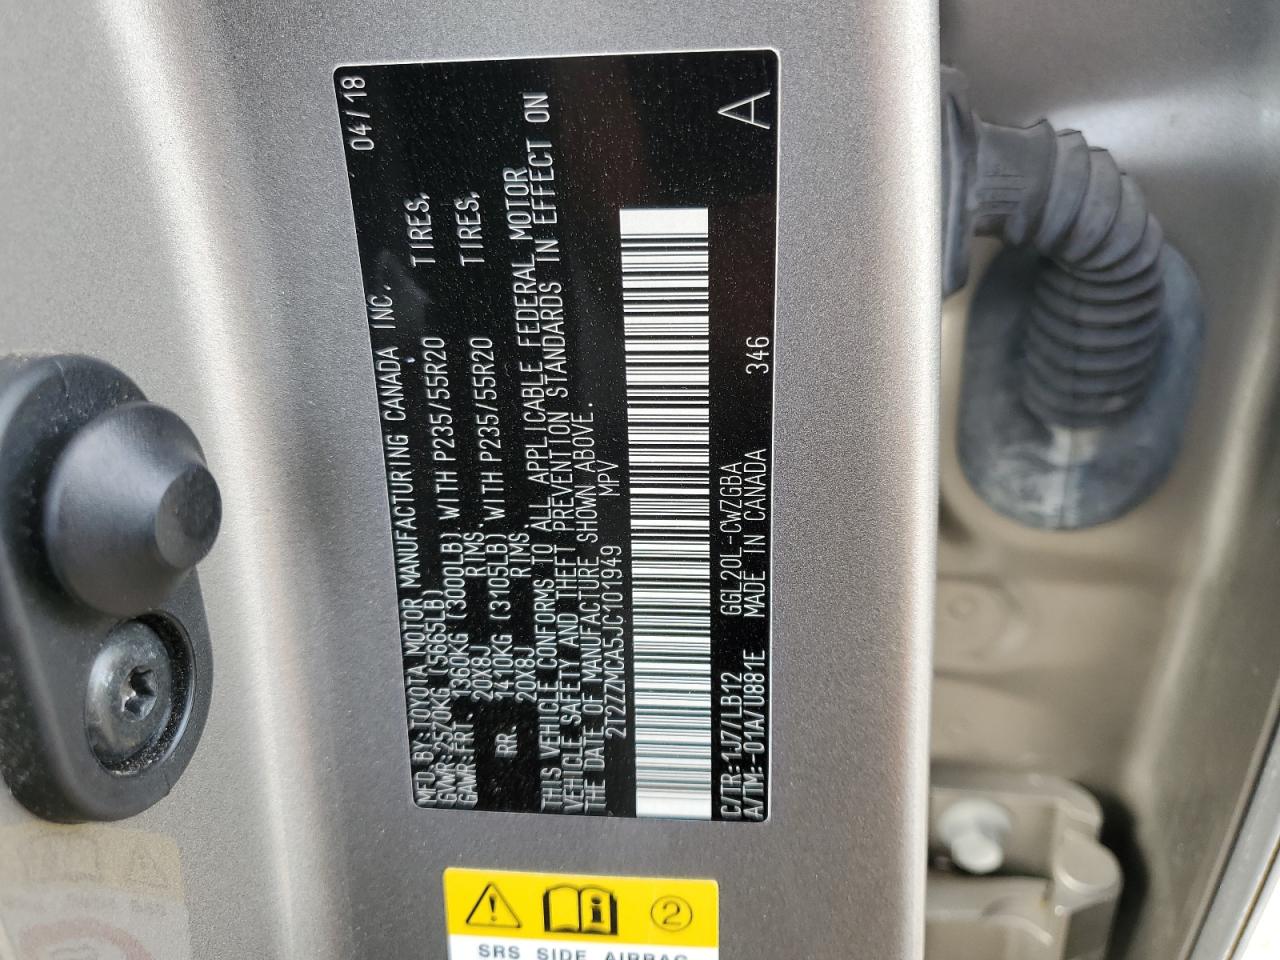 MFD.BY:TOYOTA MOTOR MANUFACTURING CANADA INC. 04/18
GVWR:2570KG (5665LB)
GAWR:FRT. 1360KG (3000LB) WITH P235/55R20 TIRES,
20X8J RIMS,
RR. 1410KG (3105LB) WITH P235/55R20 TIRES,
20X8J RIMS,
THIS VEHICLE CONFORMS TO ALL APPLICABLE FEDERAL MOTOR
VEHICLE SAFETY AND THEFT PREVENTION STANDARDS IN EFFECT ON
THE DATE OF MANUFACTURE SHOWN ABOVE.
2T2ZZMCA5JC101949 MPV
C/TR:1J7/LB12 GGL20L-CWZGBA
A/TM:-01A/U881E MADE IN CANADA 346
A
2
SRS SIDE AIRBAG